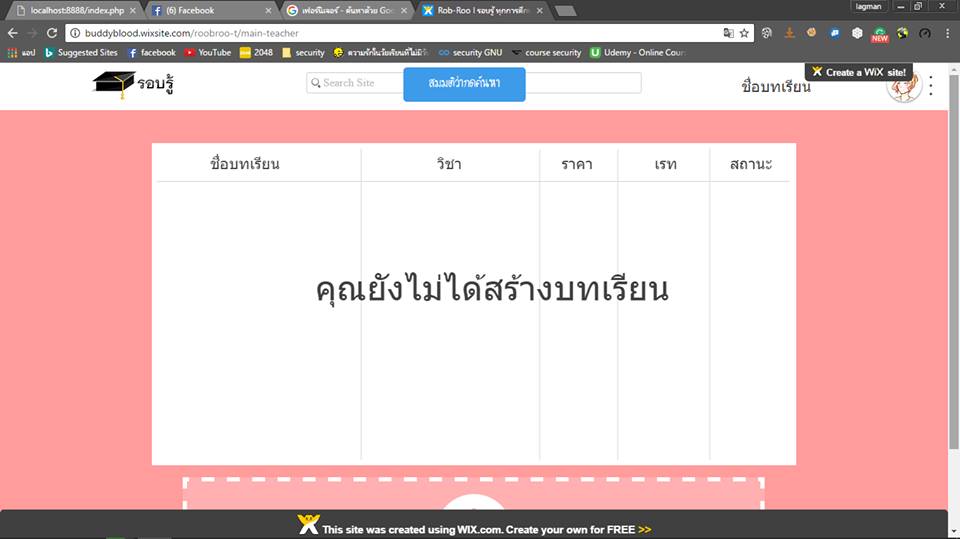 localhost:8888/index.php
(6) Facebook
เฟอร์นิเจอร์ - ค้นหาด้วย Goo
Rob-Roo l รอบรู้ ทุกการศึก
lagman
buddyblood.wixsite.com/roobroo-t/main-teacher
แอป
Suggested Sites
facebook
YouTube
2048
security
ความรักในวัยเรียนที่ไม่มีวั
security GNU
course security
Udemy - Online Cour
NEW
Create a WiX site!
รอบรู้
Search Site
สมมติว่ากดค้นหา
ชื่อบทเรียน
ชื่อบทเรียน
วิชา
ราคา
เรท
สถานะ
คุณยังไม่ได้สร้างบทเรียน
This site was created using WIX.com. Create your own for FREE >>